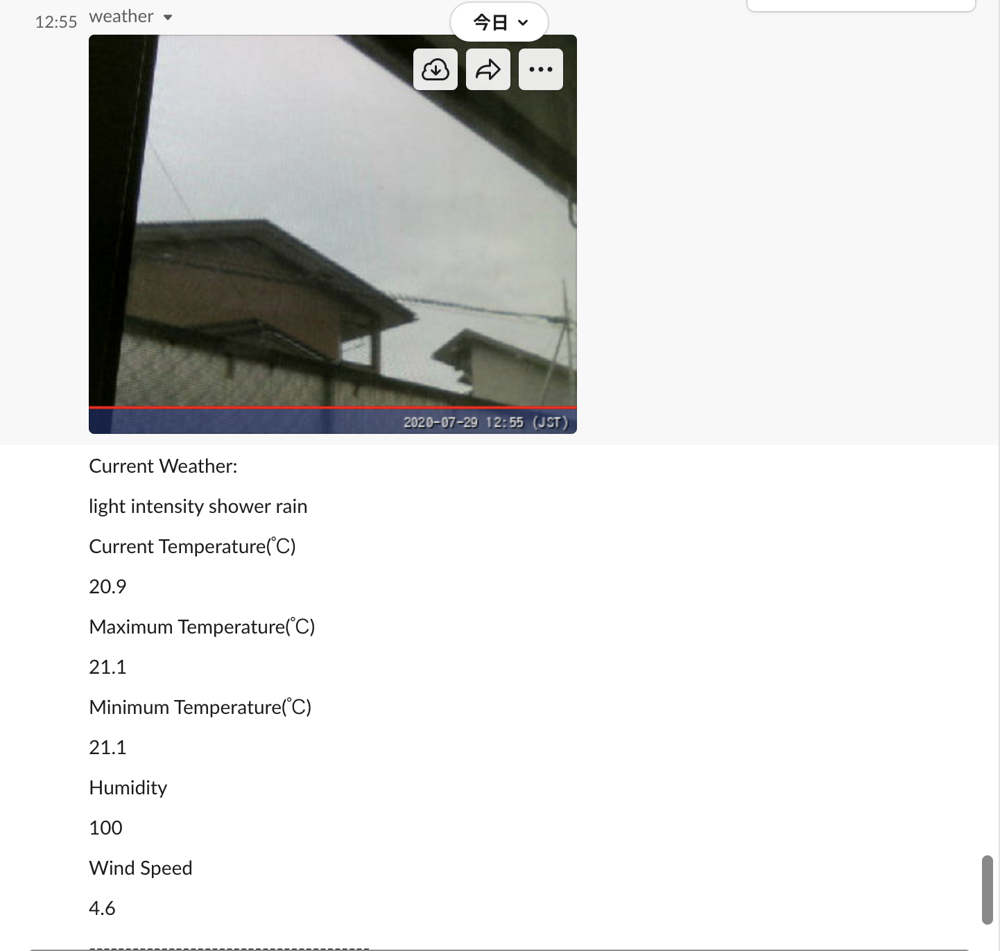 12:55 weather
今日
2020-07-29 12:55 (JST)
Current Weather:
light intensity shower rain
Current Temperature(℃)
20.9
Maximum Temperature(℃)
21.1
Minimum Temperature(℃)
21.1
Humidity
100
Wind Speed
4.6
---------------------------------------